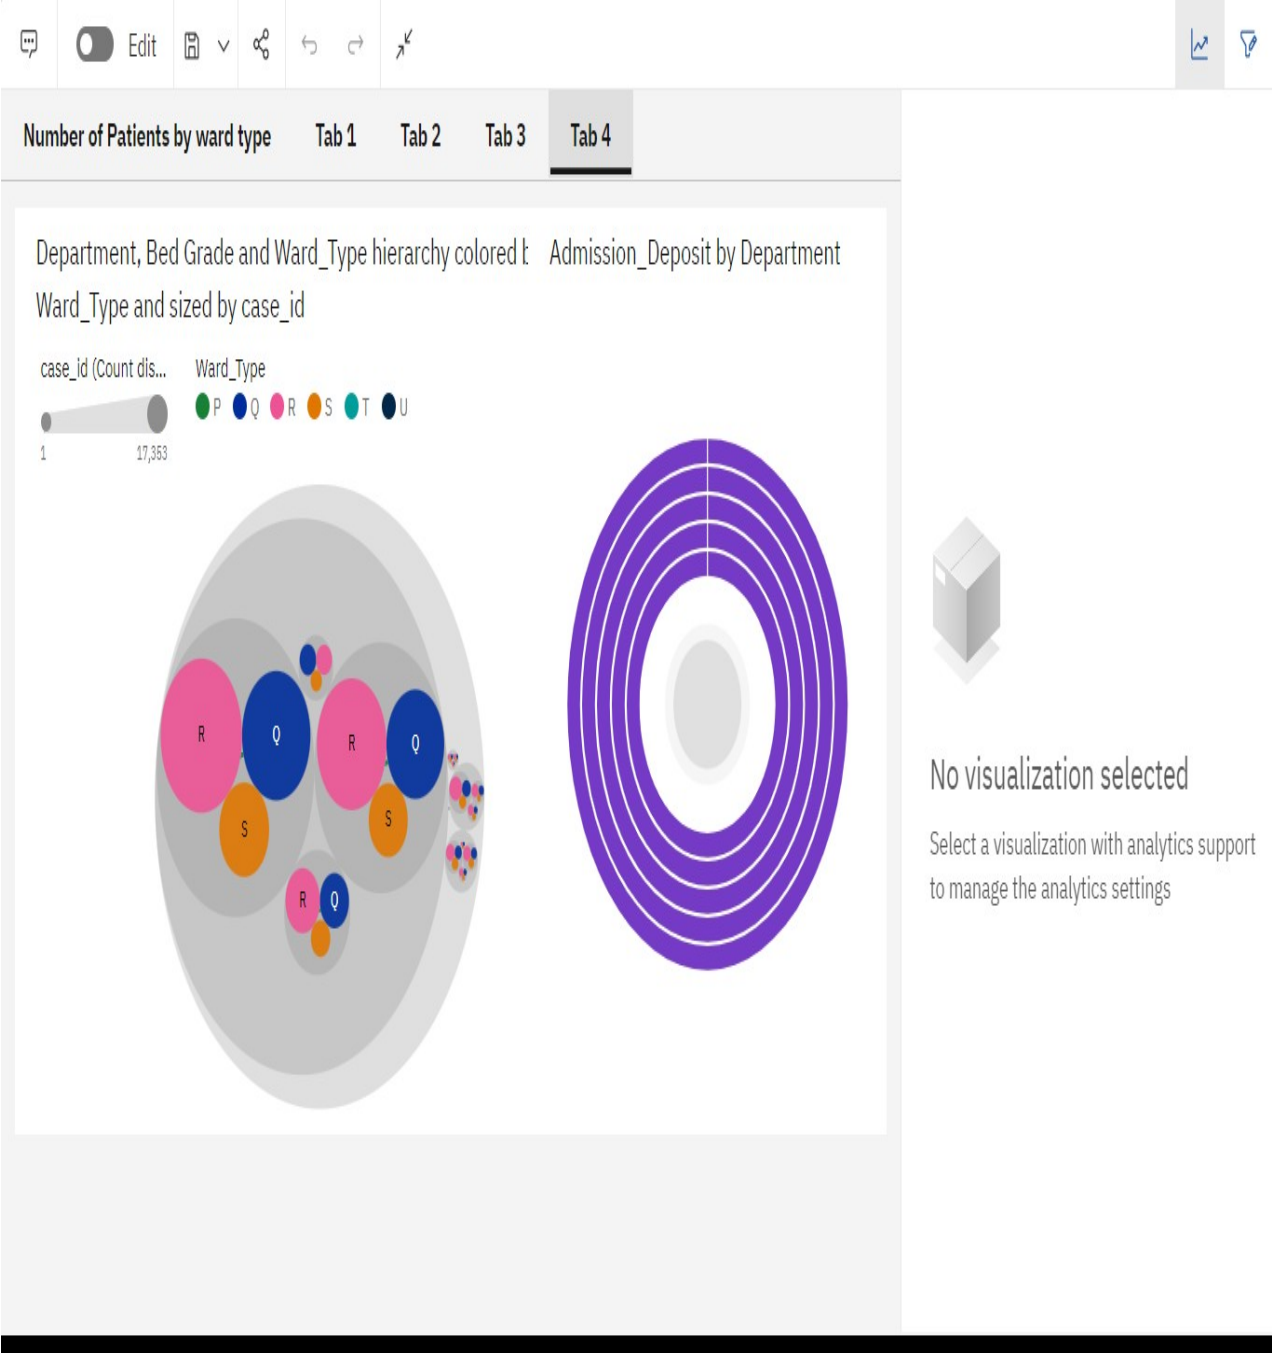 Edit
Number of Patients by ward type Tab 1 Tab 2 Tab 3 Tab 4
Department, Bed Grade and Ward_Type hierarchy colored b
Ward_Type and sized by case_id
Admission_Deposit by Department
case_id (Count dis...
1 17,353
Ward_Type
P Q R S T U
R Q R Q
S S
R Q
No visualization selected
Select a visualization with analytics support
to manage the analytics settings